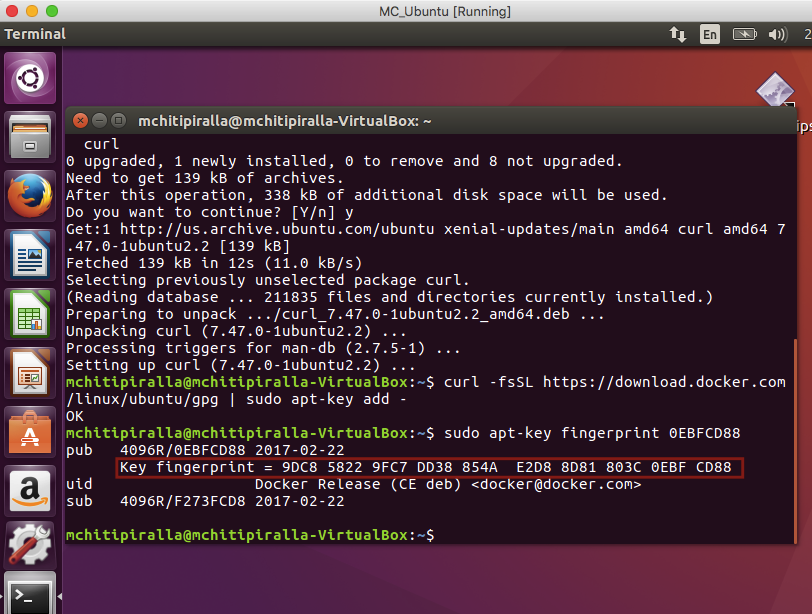 MC_Ubuntu [Running]
Terminal
En
2
mchitipiralla@mchitipiralla-VirtualBox: ~
ips
curl
0 upgraded, 1 newly installed, 0 to remove and 8 not upgraded.
Need to get 139 kB of archives.
After this operation, 338 kB of additional disk space will be used.
Do you want to continue? [Y/n] y
Get:1 http://us.archive.ubuntu.com/ubuntu xenial-updates/main amd64 curl amd64 7
.47.0-1ubuntu2.2 [139 kB]
Fetched 139 kB in 12s (11.0 kB/s)
Selecting previously unselected package curl.
(Reading database ... 211835 files and directories currently installed.)
Preparing to unpack .../curl_7.47.0-1ubuntu2.2_amd64.deb ...
Unpacking curl (7.47.0-1ubuntu2.2) ...
Processing triggers for man-db (2.7.5-1) ...
Setting up curl (7.47.0-1ubuntu2.2) ...
mchitipiralla@mchitipiralla-VirtualBox:~$ curl -fsSL https://download.docker.com
/linux/ubuntu/gpg | sudo apt-key add -
OK
mchitipiralla@mchitipiralla-VirtualBox:~$ sudo apt-key fingerprint 0EBFCD88
pub   4096R/0EBFCD88 2017-02-22
Key fingerprint = 9DC8 5822 9FC7 DD38 854A  E2D8 8D81 803C 0EBF CD88
uid                  Docker Release (CE deb) <docker@docker.com>
sub   4096R/F273FCD8 2017-02-22
mchitipiralla@mchitipiralla-VirtualBox:~$